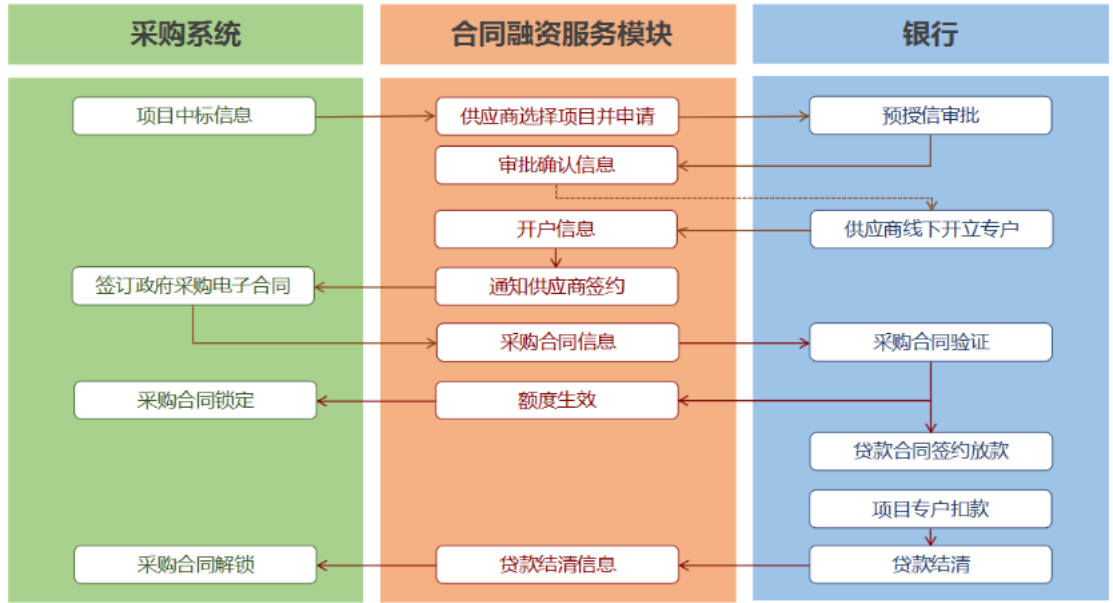 采购系统
合同融资服务模块
银行
项目中标信息
供应商选择项目并申请
预授信审批
审批确认信息
开户信息
供应商线下开立专户
签订政府采购电子合同
通知供应商签约
采购合同信息
采购合同验证
采购合同锁定
额度生效
贷款合同签约放款
项目专户扣款
采购合同解锁
贷款结清信息
贷款结清